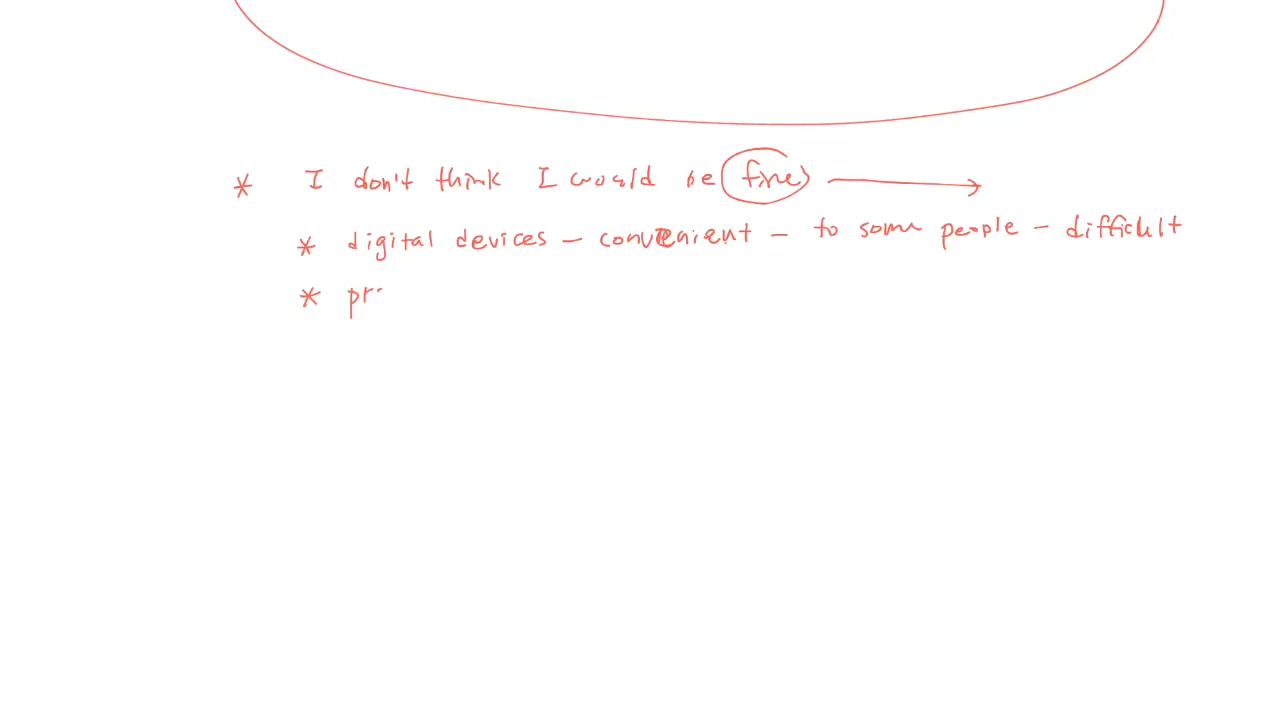 * I don't think I would be fine →
* digital devices – convenient – to some people – difficult
* pr